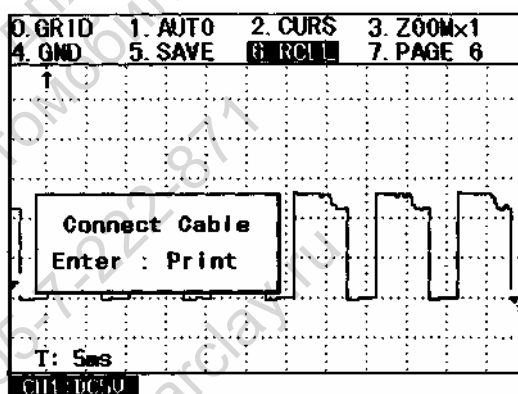 0.GRID 1.AUTO 2.CURS 3.ZOOM×1
4.GND 5.SAVE 6.RCLL 7.PAGE 6
Connect Cable
Enter : Print
T: 5ms
CH1:DC5V